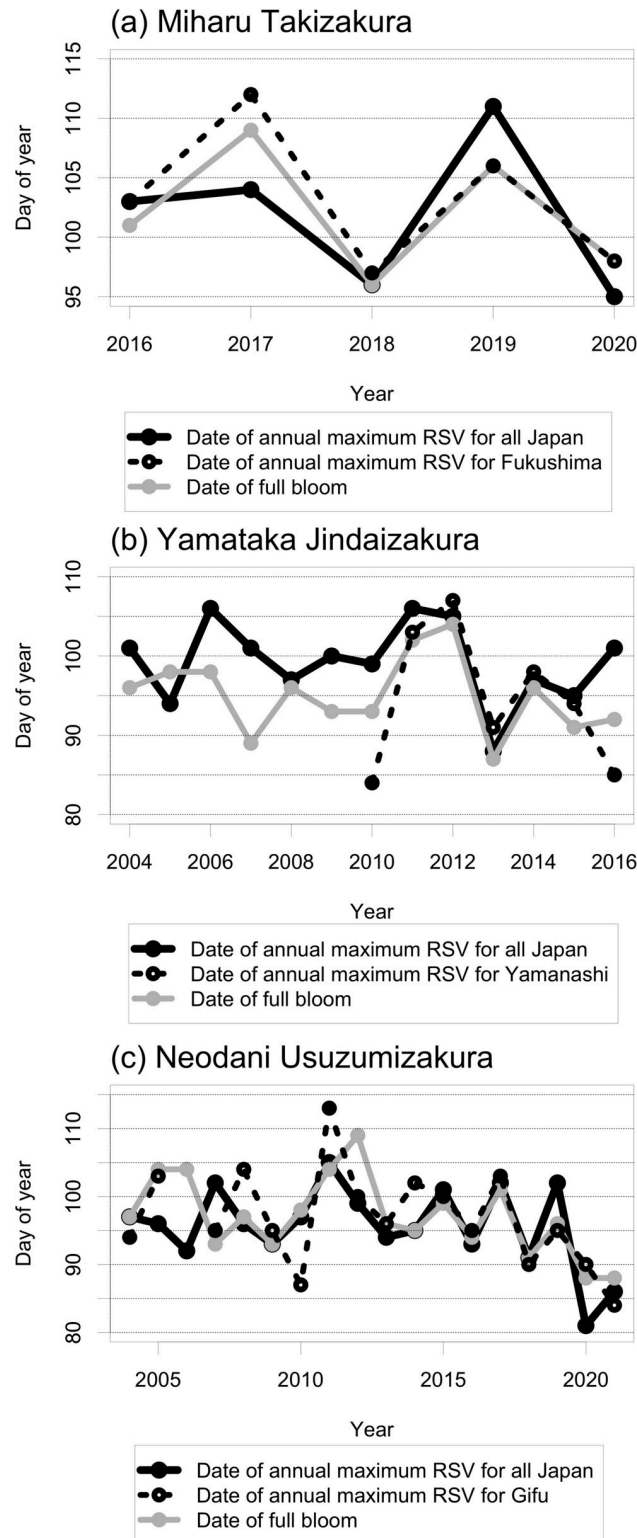 (a) Miharu Takizakura
115
110
105
100
95
Day of year
2016 2017 2018 2019 2020
Year
Date of annual maximum RSV for all Japan
Date of annual maximum RSV for Fukushima
Date of full bloom
(b) Yamataka Jindaizakura
110
100
90
80
Day of year
2004 2006 2008 2010 2012 2014 2016
Year
Date of annual maximum RSV for all Japan
Date of annual maximum RSV for Yamanashi
Date of full bloom
(c) Neodani Usuzumizakura
110
100
90
80
Day of year
2005 2010 2015 2020
Year
Date of annual maximum RSV for all Japan
Date of annual maximum RSV for Gifu
Date of full bloom